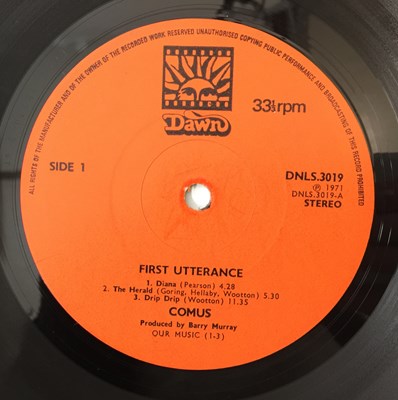 ALL RIGHTS OF THE MANUFACTURER AND OF THE OWNER OF THE RECORDED WORK RESERVED UNAUTHORISED COPYING PUBLIC PERFORMANCE AND BROADCASTING OF THIS RECORD PROHIBITED
Dawn
33⅓rpm
SIDE 1
DNLS.3019
Ⓟ 1971
DNLS.3019-A
STEREO
FIRST UTTERANCE
1. Diana (Pearson) 4.28
2. The Herald (Goring, Hellaby, Wootton) 5.30
3. Drip Drip (Wootton) 11.35
COMUS
Produced by Barry Murray
OUR MUSIC (1-3)